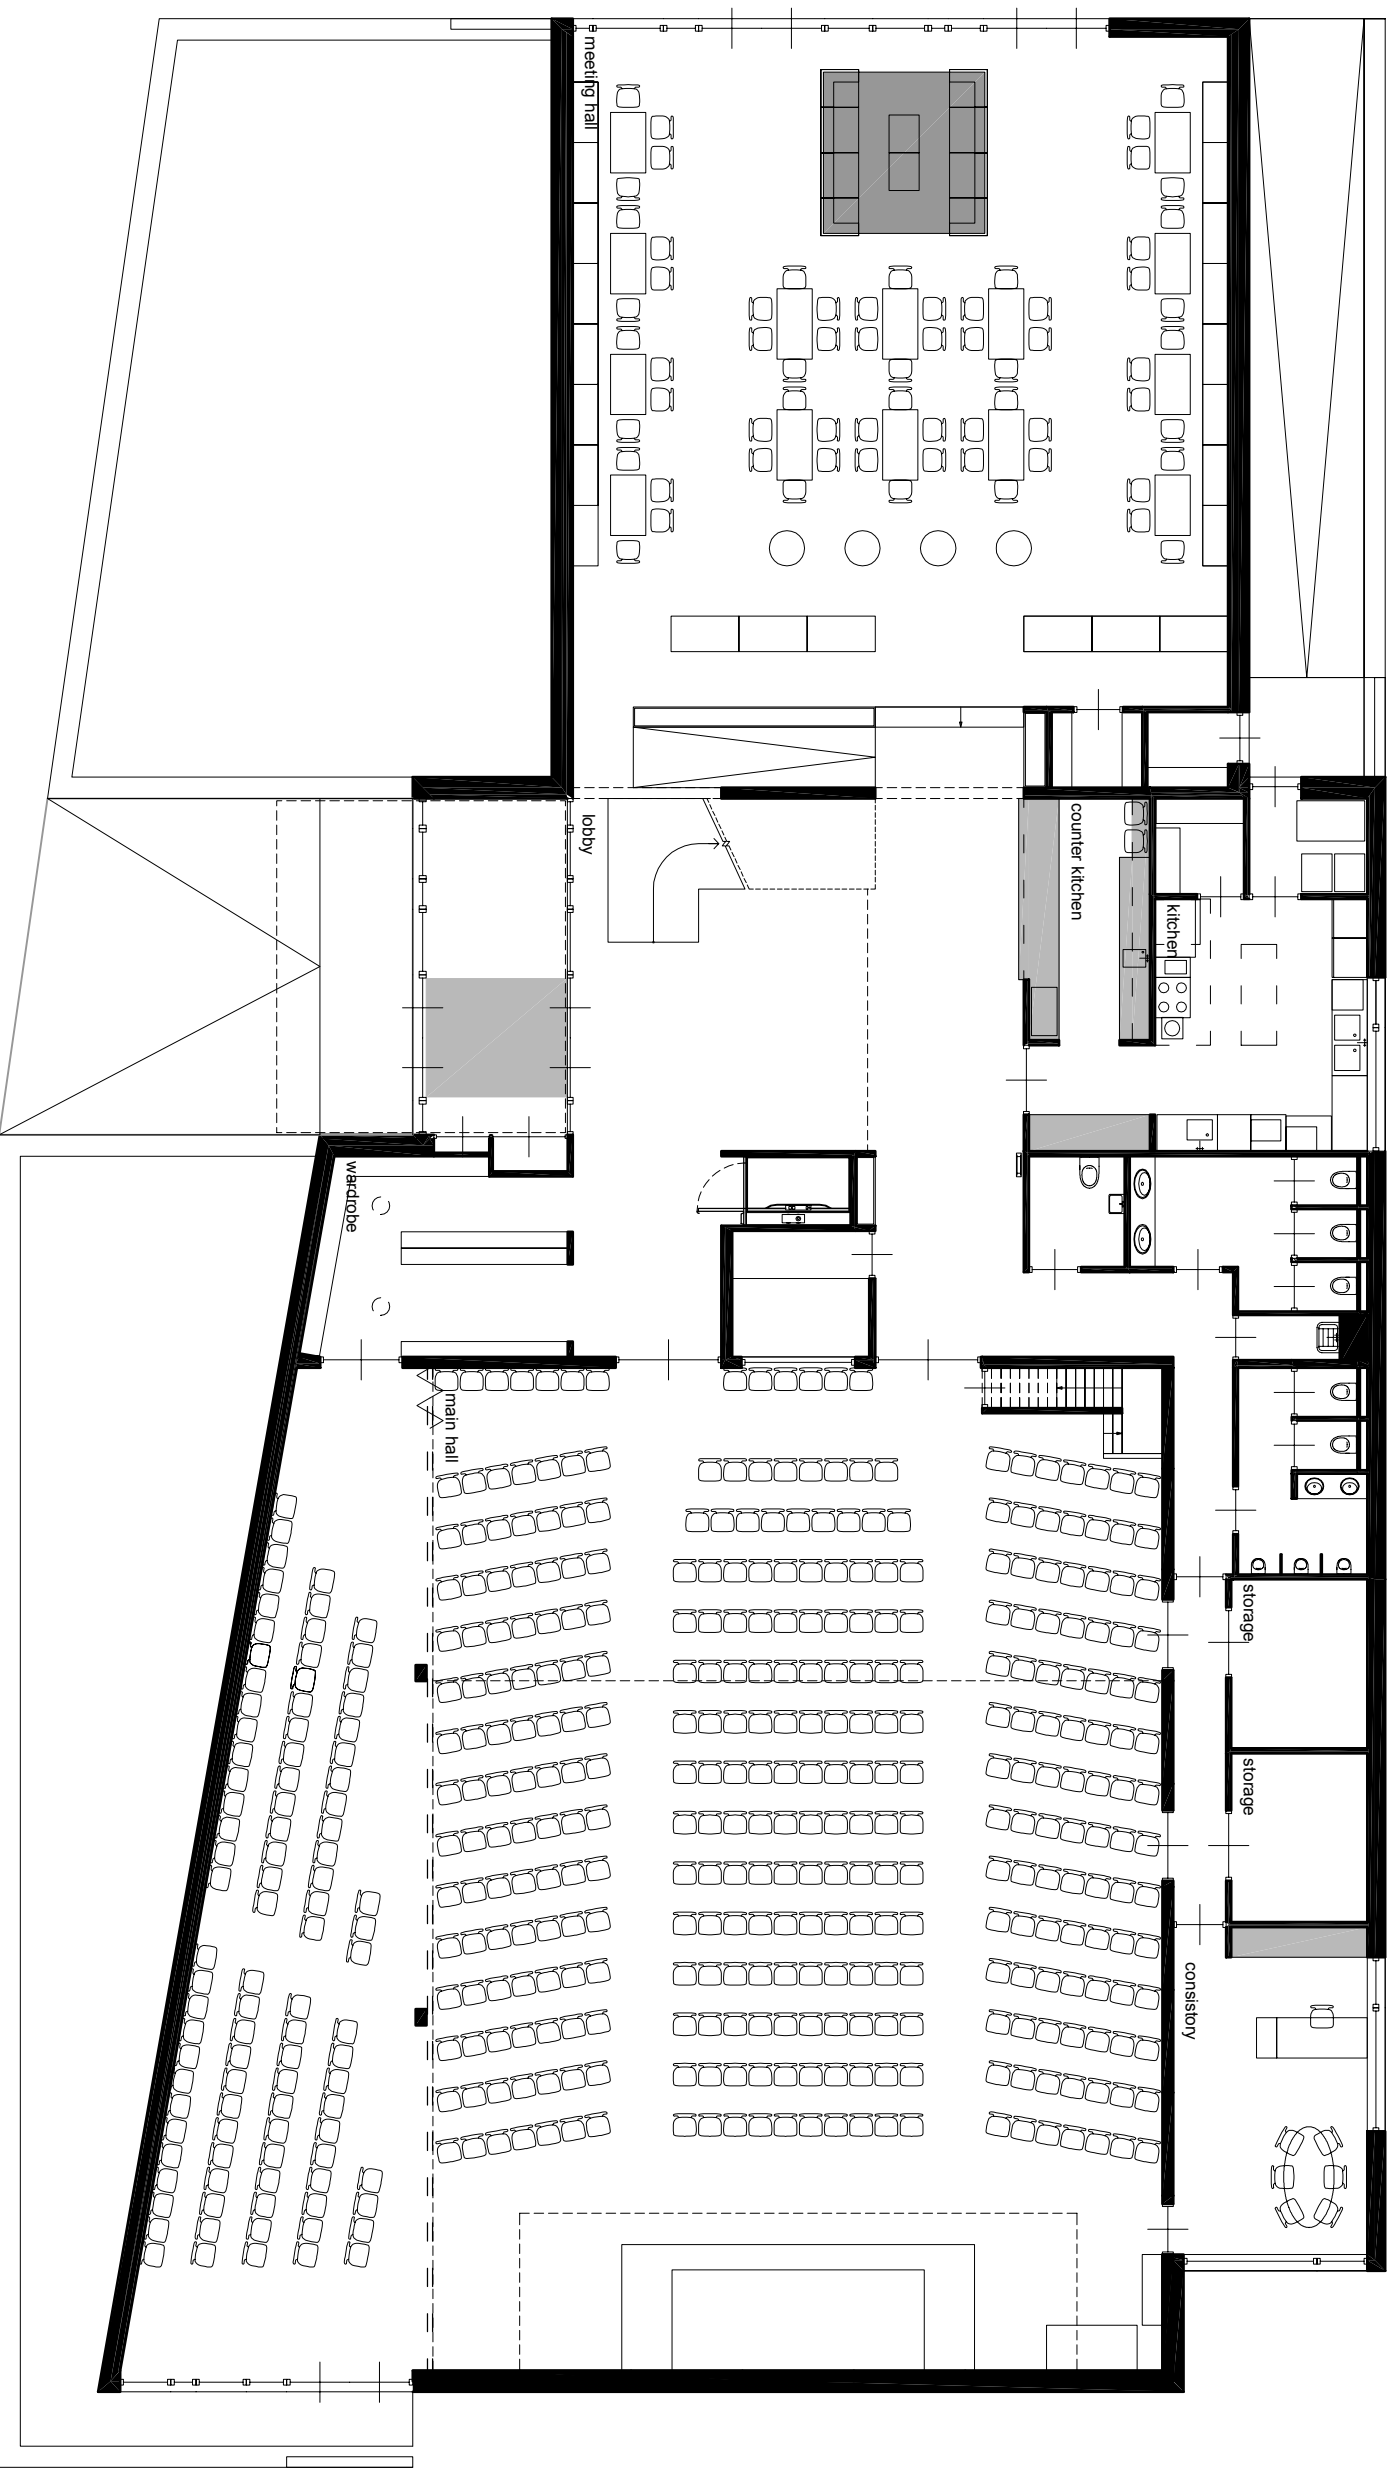 meeting hall
lobby
counter kitchen
kitchen
wardrobe
main hall
storage
storage
consistory